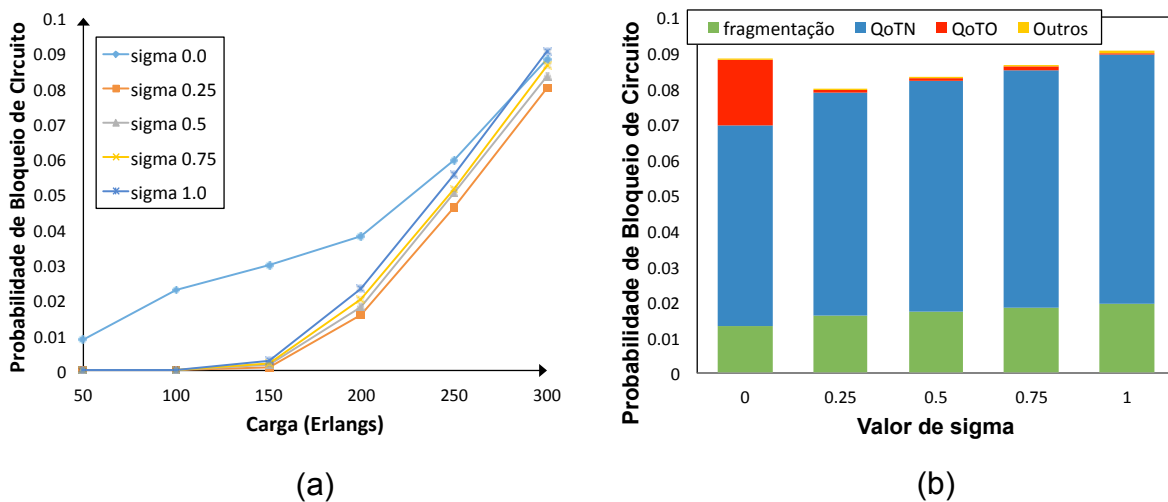 Probabilidade de Bloqueio de CIrcuito
0.1
0.09
0.08
0.07
0.06
0.05
0.04
0.03
0.02
0.01
0
sigma 0.0
sigma 0.25
sigma 0.5
sigma 0.75
sigma 1.0
50 100 150 200 250 300
Carga (Erlangs)
(a)
Probabilidade de Bloqueio de Circuito
0.1
0.09
0.08
0.07
0.06
0.05
0.04
0.03
0.02
0.01
0
fragmentação QoTN QoTO Outros
0 0.25 0.5 0.75 1
Valor de sigma
(b)